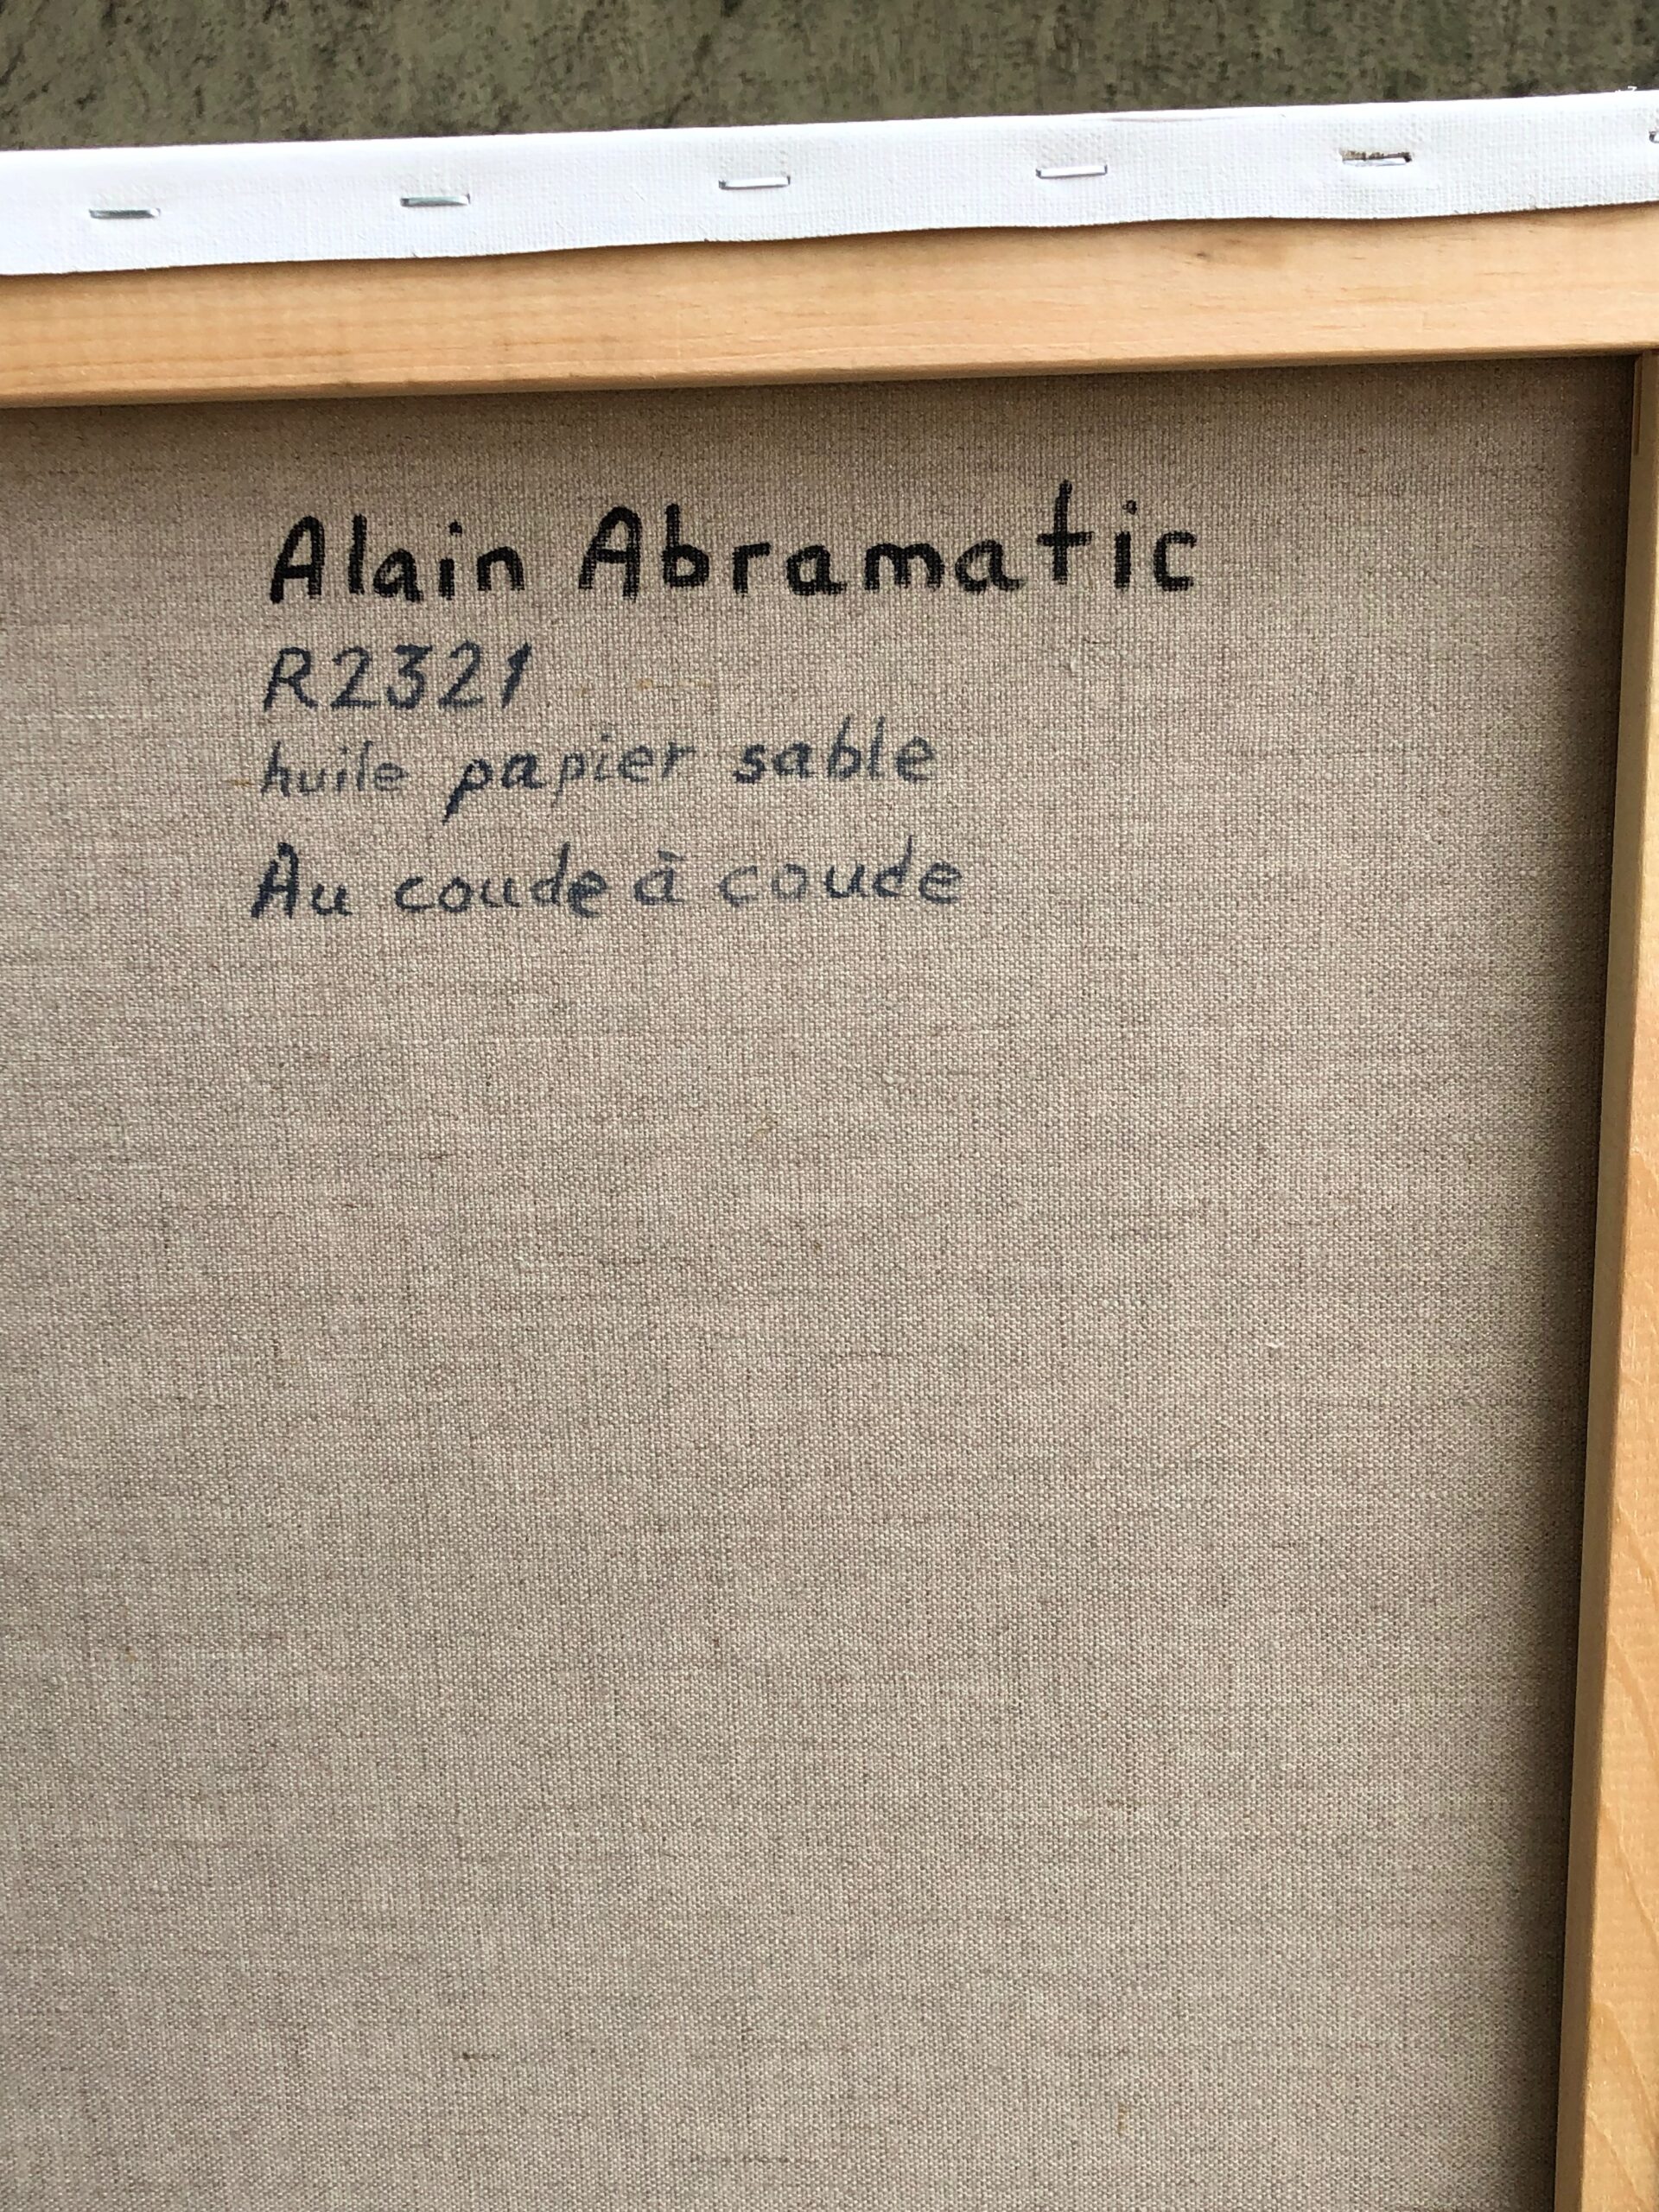 Alain Abramatic
R2321
huile papier sable
Au coude à coude